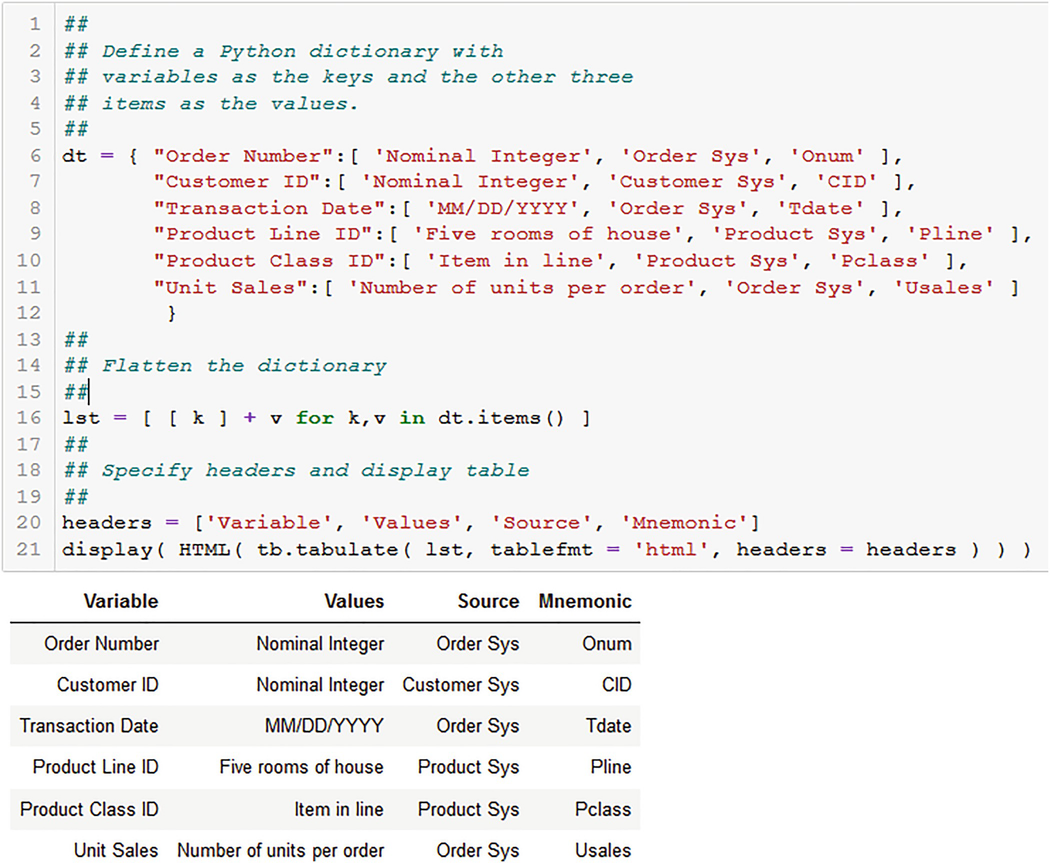 1 ##
2 ## Define a Python dictionary with
3 ## variables as the keys and the other three
4 ## items as the values.
5 ##
6 dt = { "Order Number":[ 'Nominal Integer', 'Order Sys', 'Onum' ],
7 "Customer ID":[ 'Nominal Integer', 'Customer Sys', 'CID' ],
8 "Transaction Date":[ 'MM/DD/YYYY', 'Order Sys', 'Tdate' ],
9 "Product Line ID":[ 'Five rooms of house', 'Product Sys', 'Pline' ],
10 "Product Class ID":[ 'Item in line', 'Product Sys', 'Pclass' ],
11 "Unit Sales":[ 'Number of units per order', 'Order Sys', 'Usales' ]
12 }
13 ##
14 ## Flatten the dictionary
15 ##
16 lst = [ [ k ] + v for k,v in dt.items() ]
17 ##
18 ## Specify headers and display table
19 ##
20 headers = ['Variable', 'Values', 'Source', 'Mnemonic']
21 display( HTML( tb.tabulate( lst, tablefmt = 'html', headers = headers ) ) )
Variable Values Source Mnemonic
Order Number Nominal Integer Order Sys Onum
Customer ID Nominal Integer Customer Sys CID
Transaction Date MM/DD/YYYY Order Sys Tdate
Product Line ID Five rooms of house Product Sys Pline
Product Class ID Item in line Product Sys Pclass
Unit Sales Number of units per order Order Sys Usales